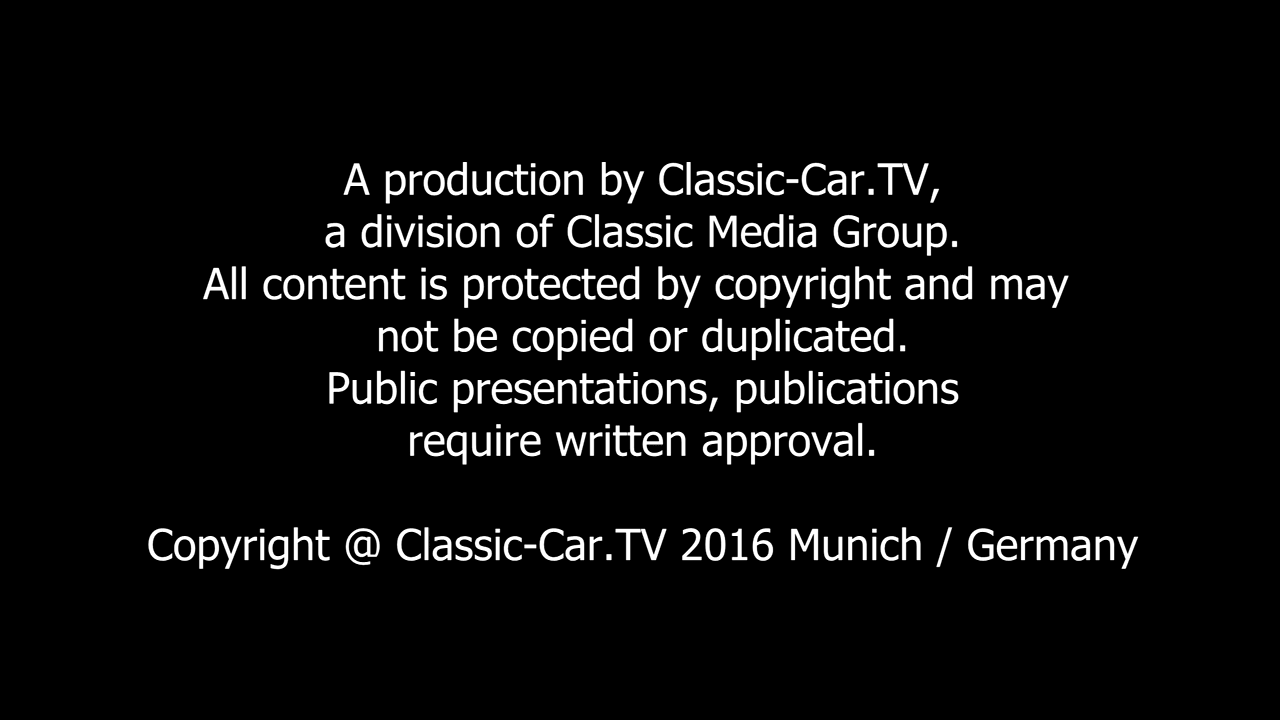 A production by Classic-Car.TV,
a division of Classic Media Group.
All content is protected by copyright and may
not be copied or duplicated.
Public presentations, publications
require written approval.
Copyright @ Classic-Car.TV 2016 Munich / Germany